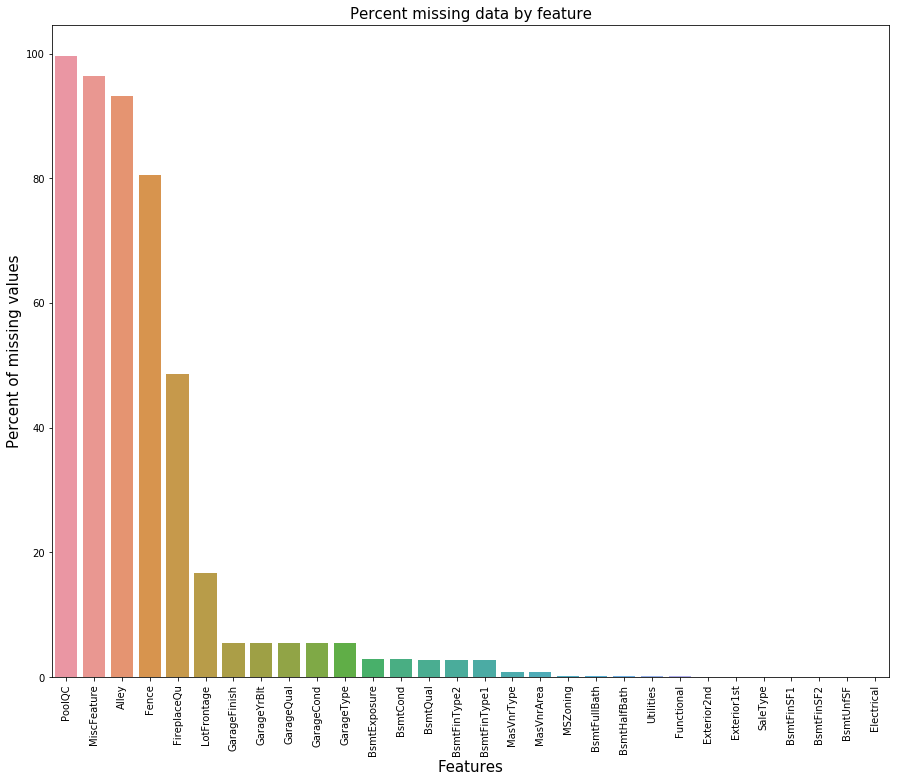 Percent missing data by feature
Percent of missing values
100
80
60
40
20
0
PoolQC
MiscFeature
Alley
Fence
FireplaceQu
LotFrontage
GarageFinish
GarageYrBlt
GarageQual
GarageCond
GarageType
BsmtExposure
BsmtCond
BsmtQual
BsmtFinType2
BsmtFinType1
MasVnrType
MasVnrArea
MSZoning
BsmtFullBath
BsmtHalfBath
Utilities
Functional
Exterior2nd
Exterior1st
SaleType
BsmtFinSF1
BsmtFinSF2
BsmtUnfSF
Electrical
Features